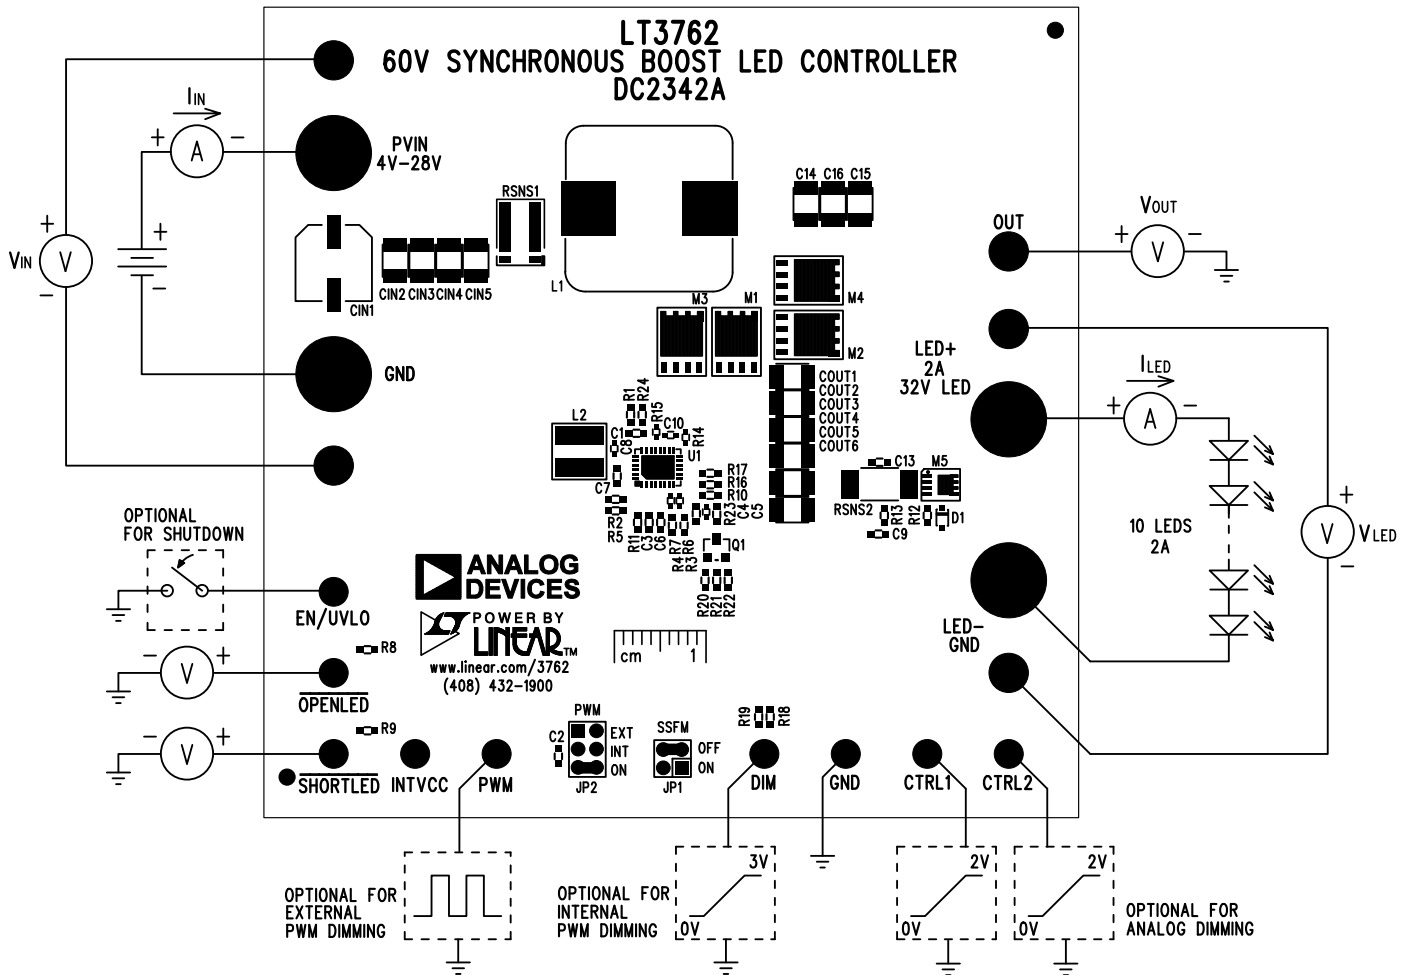 LT3762
60V SYNCHRONOUS BOOST LED CONTROLLER
DC2342A
IIN
+
A
−
PVIN
4V−28V
+
VIN
V
−
+
−
CIN1
CIN2
CIN3
CIN4
CIN5
RSNS1
L1
C14
C16
C15
OUT
VOUT
+
V
−
M3
M1
M4
M2
GND
LED+
2A
32V LED
ILED
+
A
−
COUT1
COUT2
COUT3
COUT4
COUT5
COUT6
R1
R24
R15
C10
R14
L2
C1
C8
U1
C7
R2
R5
R11
C3
C6
R7
R4
R6
R3
R17
R16
R10
R23
C4
C5
Q1
R20
R21
R22
C13
M5
RSNS2
R13
R12
D1
C9
10 LEDS
2A
+
V
−
VLED
OPTIONAL
FOR SHUTDOWN
EN/UVLO
ANALOG
DEVICES
POWER BY
LINEAR
TM
www.linear.com/3762
(408) 432−1900
cm 1
LED−
GND
R8
−
V
+
OPENLED
R9
−
V
+
SHORTLED
INTVCC
PWM
C2
PWM
EXT
INT
ON
JP2
SSFM
OFF
ON
JP1
R19
R18
DIM
GND
CTRL1
CTRL2
OPTIONAL FOR
EXTERNAL
PWM DIMMING
OPTIONAL FOR
INTERNAL
PWM DIMMING
3V
0V
2V
0V
2V
0V
OPTIONAL FOR
ANALOG DIMMING